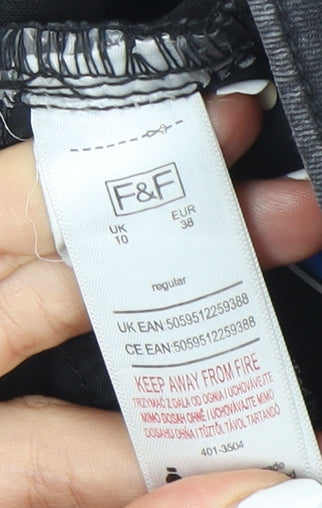 F&F
UK EUR
10 38
regular
UK EAN:5059512259388
CE EAN:5059512259388
KEEP AWAY FROM FIRE
TRZYMAĆ Z DALA OD OGNIA / UCHOVÁVEJTE
MIMO DOSAH OHNĚ / UCHOVÁVAJTE MIMO
DOSAHU OHŇA / TŰZTŐL TÁVOL TARTANDÓ
401-3504